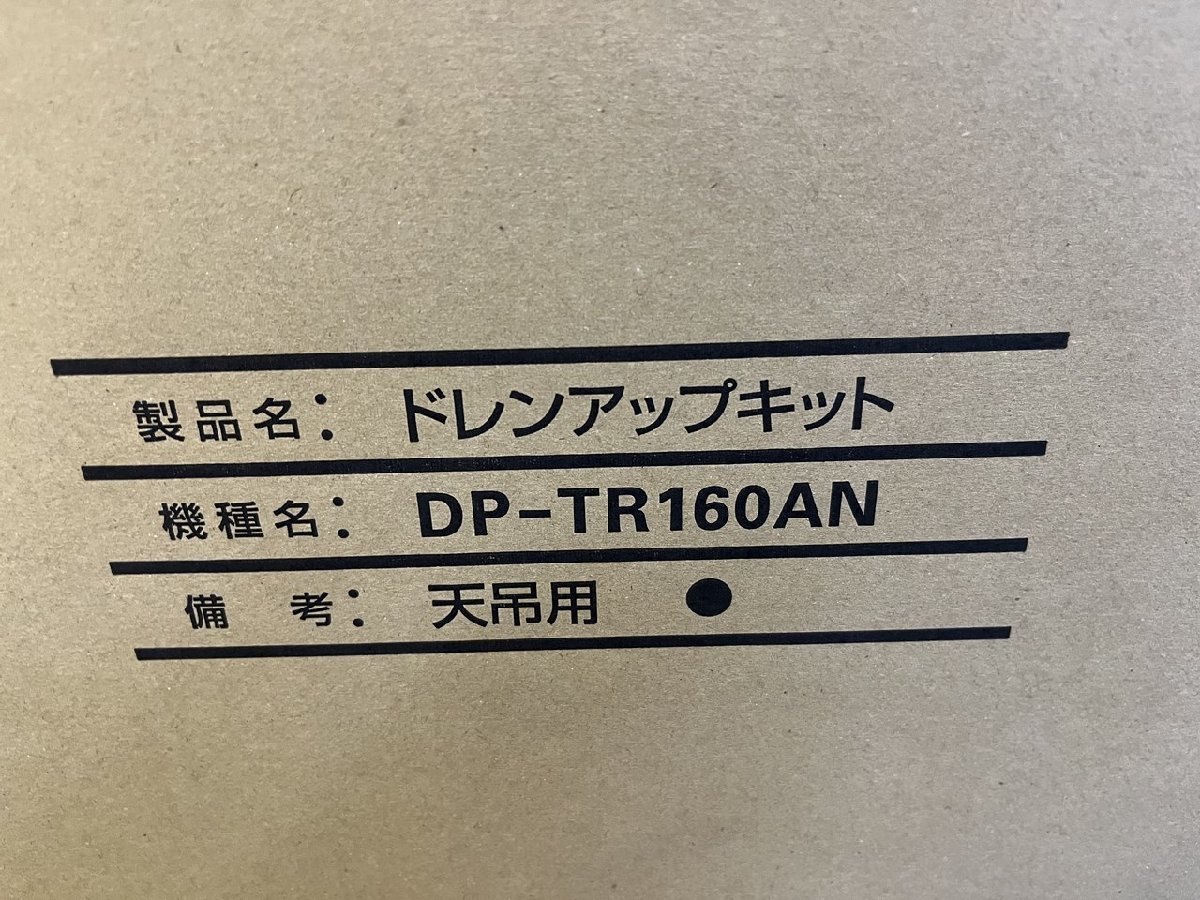 製品名： ドレンアップキット
機種名： DP-TR160AN
備考： 天吊用 ●